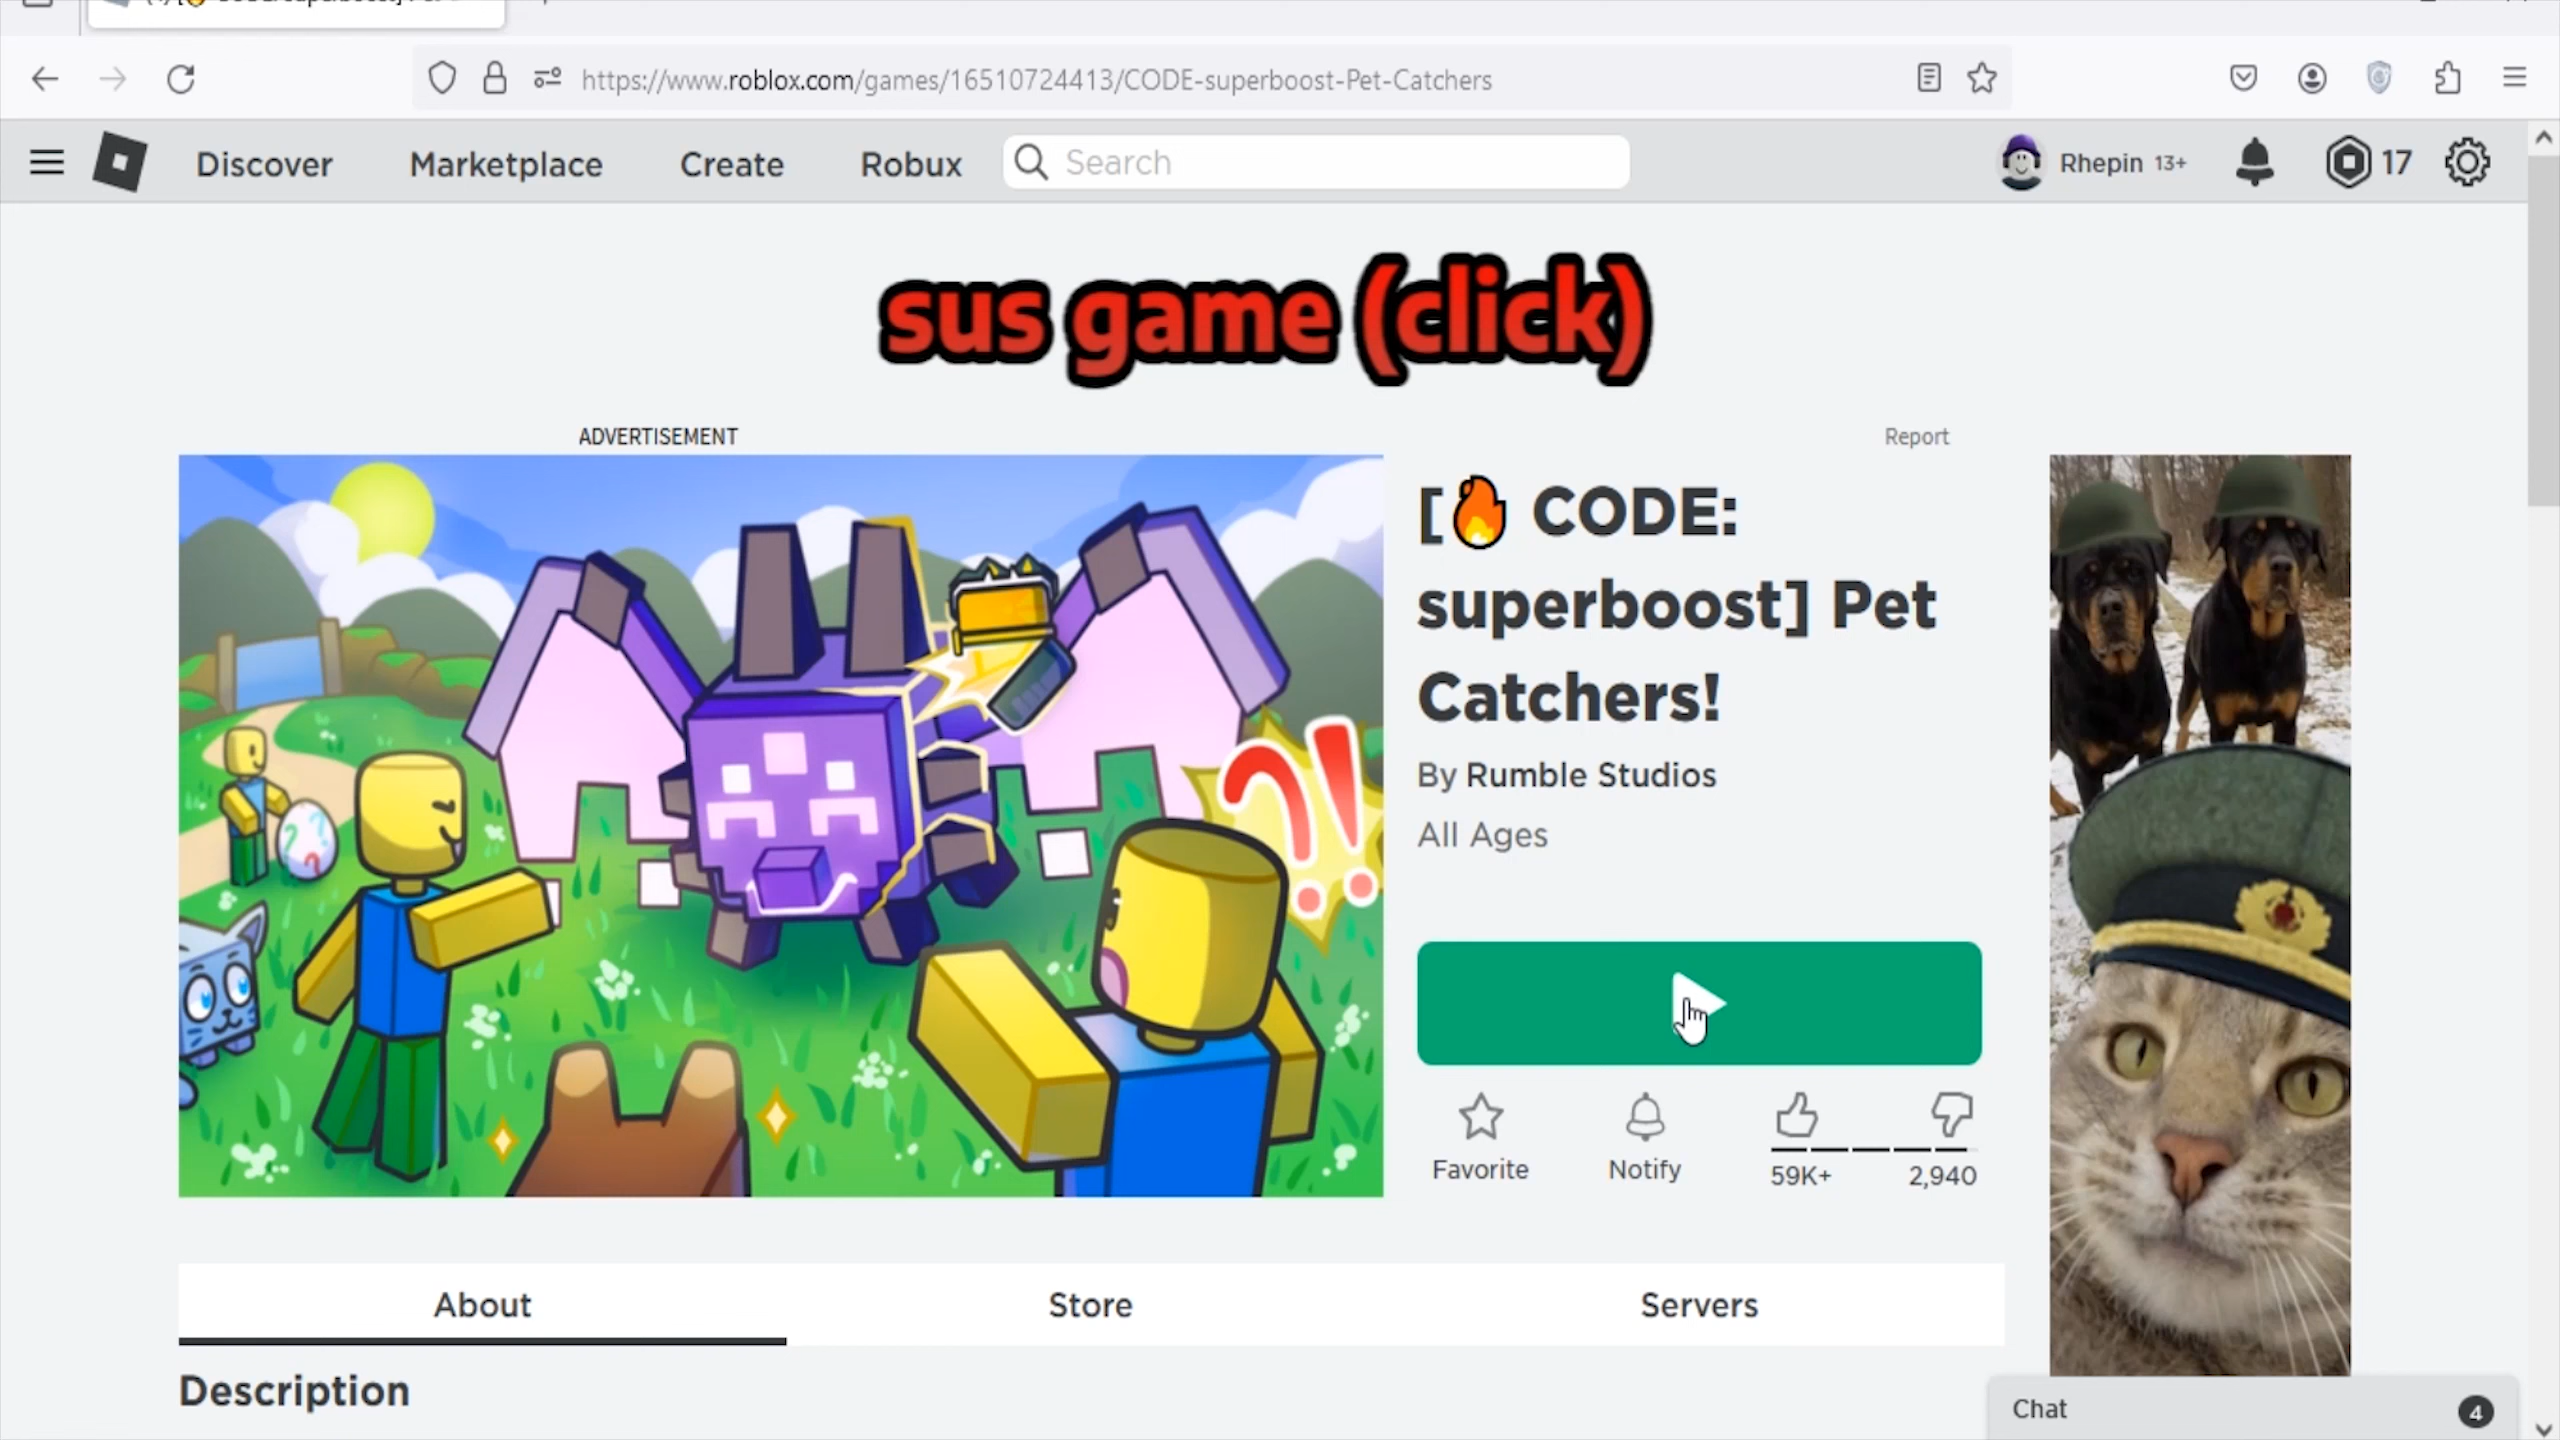 https://www.roblox.com/games/16510724413/CODE-superboost-Pet-Catchers
Discover Marketplace Create Robux Search Rhepin 13+ 17
sus game (click)
ADVERTISEMENT Report
[🔥 CODE:
superboost] Pet
Catchers!
By Rumble Studios
All Ages
?!
Favorite Notify 59K+ 2,940
About Store Servers
Description
Chat 4